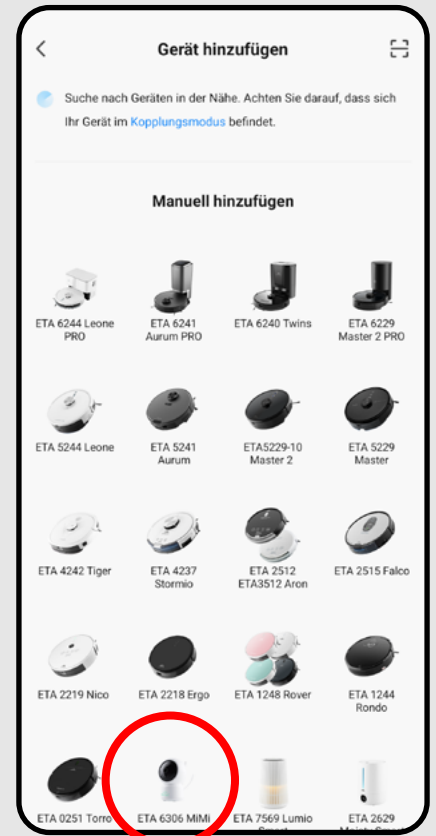 Gerät hinzufügen
Suche nach Geräten in der Nähe. Achten Sie darauf, dass sich
Ihr Gerät im Kopplungsmodus befindet.
Manuell hinzufügen
ETA 6244 Leone
PRO
ETA 6241
Aurum PRO
ETA 6240 Twins
ETA 6229
Master 2 PRO
ETA 5244 Leone
ETA 5241
Aurum
ETA5229-10
Master 2
ETA 5229
Master
ETA 4242 Tiger
ETA 4237
Stormio
ETA 2512
ETA3512 Aron
ETA 2515 Falco
ETA 2219 Nico
ETA 2218 Ergo
ETA 1248 Rover
ETA 1244
Rondo
ETA 0251 Torro
ETA 6306 MiMi
ETA 7569 Lumio
Smart
ETA 2629